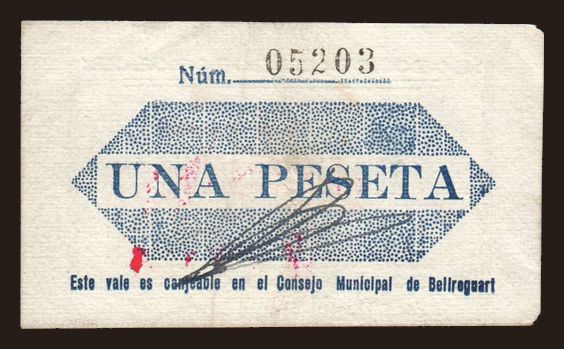 Núm. 05203
UNA PESETA
Este vale es canjeable en el Consejo Municipal de Bellreguart